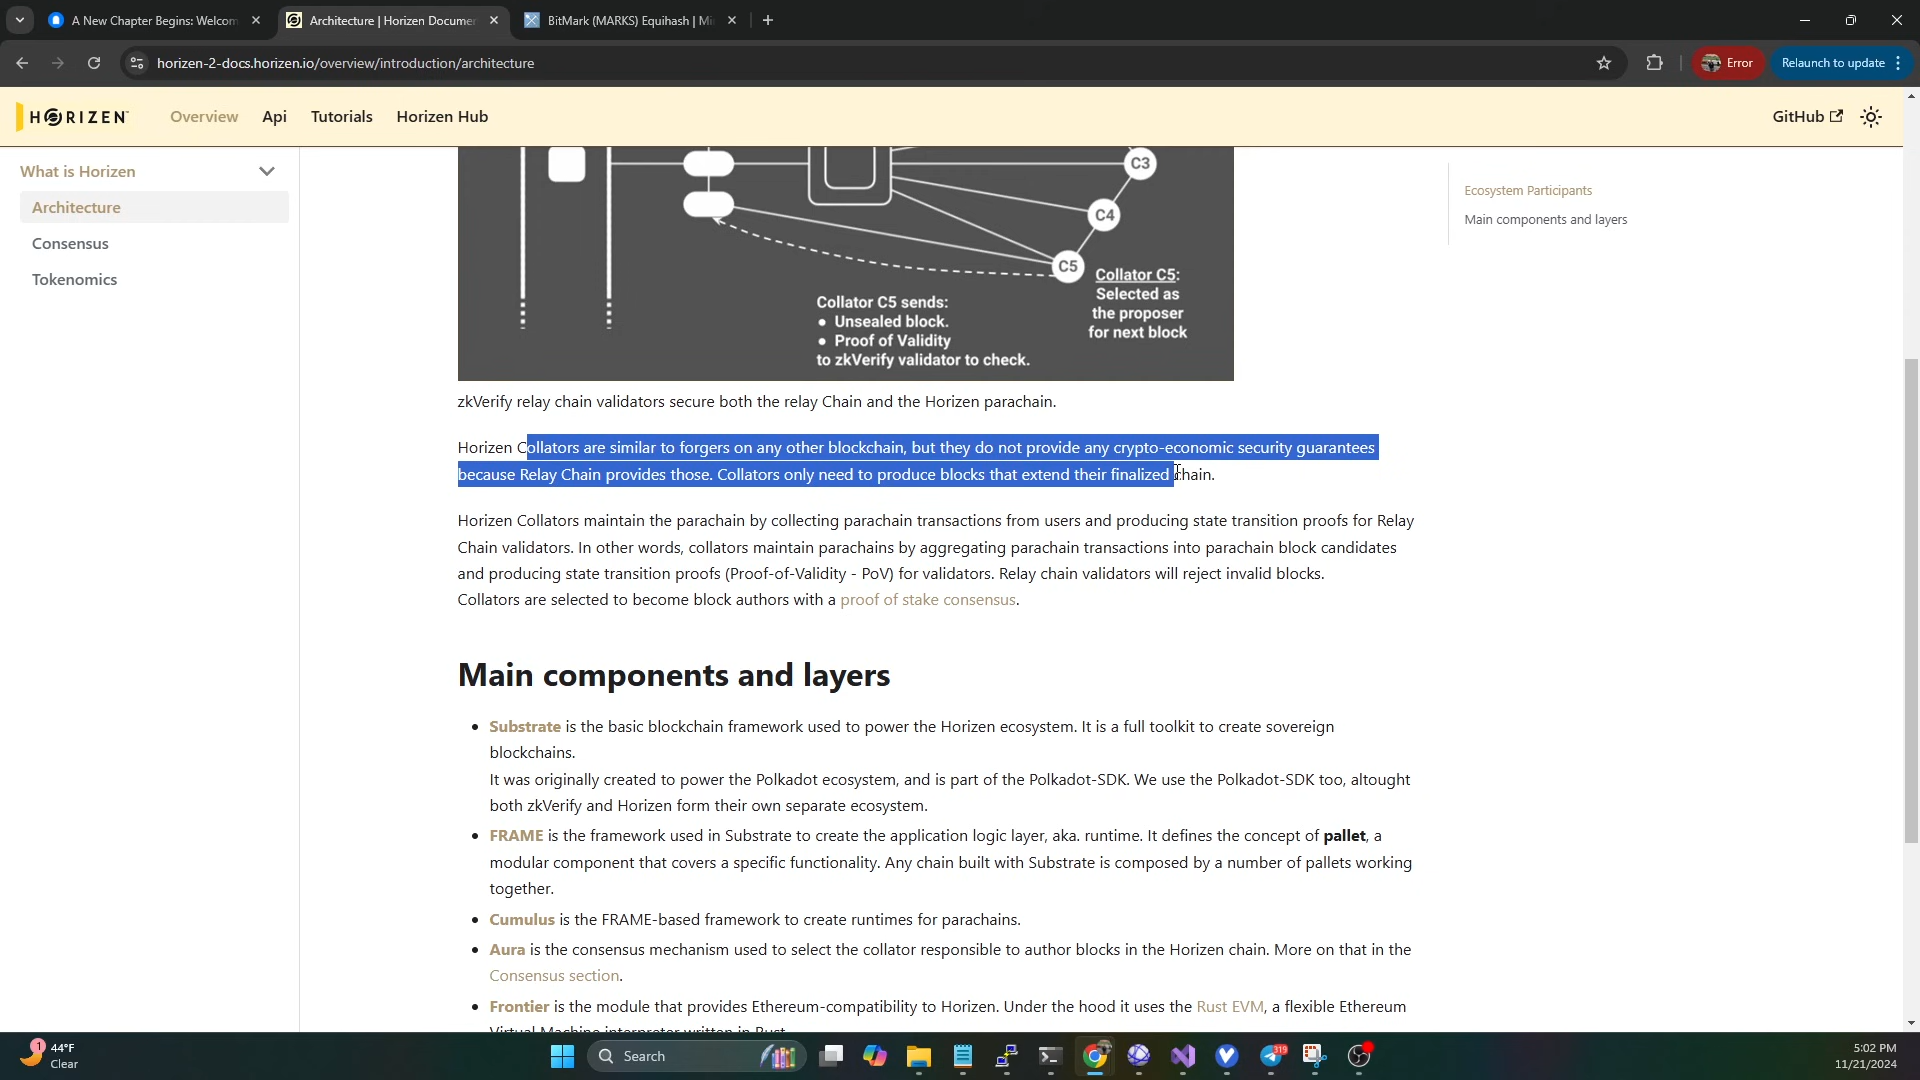 A New Chapter Begins: Welcom
Architecture | Horizen Documen
BitMark (MARKS) Equihash | Mi
horizen-2-docs.horizen.io/overview/introduction/architecture
Error
Relaunch to update
HORIZEN
Overview
Api
Tutorials
Horizen Hub
GitHub
What is Horizen
Architecture
Consensus
Tokenomics
Ecosystem Participants
Main components and layers
C3
C4
C5
Collator C5:
Selected as
the proposer
for next block
Collator C5 sends:
• Unsealed block.
• Proof of Validity
to zkVerify validator to check.
zkVerify relay chain validators secure both the relay Chain and the Horizen parachain.
Horizen Collators are similar to forgers on any other blockchain, but they do not provide any crypto-economic security guarantees
because Relay Chain provides those. Collators only need to produce blocks that extend their finalized chain.
Horizen Collators maintain the parachain by collecting parachain transactions from users and producing state transition proofs for Relay
Chain validators. In other words, collators maintain parachains by aggregating parachain transactions into parachain block candidates
and producing state transition proofs (Proof-of-Validity - PoV) for validators. Relay chain validators will reject invalid blocks.
Collators are selected to become block authors with a proof of stake consensus.
Main components and layers
• Substrate is the basic blockchain framework used to power the Horizen ecosystem. It is a full toolkit to create sovereign
blockchains.
It was originally created to power the Polkadot ecosystem, and is part of the Polkadot-SDK. We use the Polkadot-SDK too, altought
both zkVerify and Horizen form their own separate ecosystem.
• FRAME is the framework used in Substrate to create the application logic layer, aka. runtime. It defines the concept of pallet, a
modular component that covers a specific functionality. Any chain built with Substrate is composed by a number of pallets working
together.
• Cumulus is the FRAME-based framework to create runtimes for parachains.
• Aura is the consensus mechanism used to select the collator responsible to author blocks in the Horizen chain. More on that in the
Consensus section.
• Frontier is the module that provides Ethereum-compatibility to Horizen. Under the hood it uses the Rust EVM, a flexible Ethereum
Virtual Machine interpreter written in Rust.
1
44°F
Clear
Search
319
5:02 PM
11/21/2024